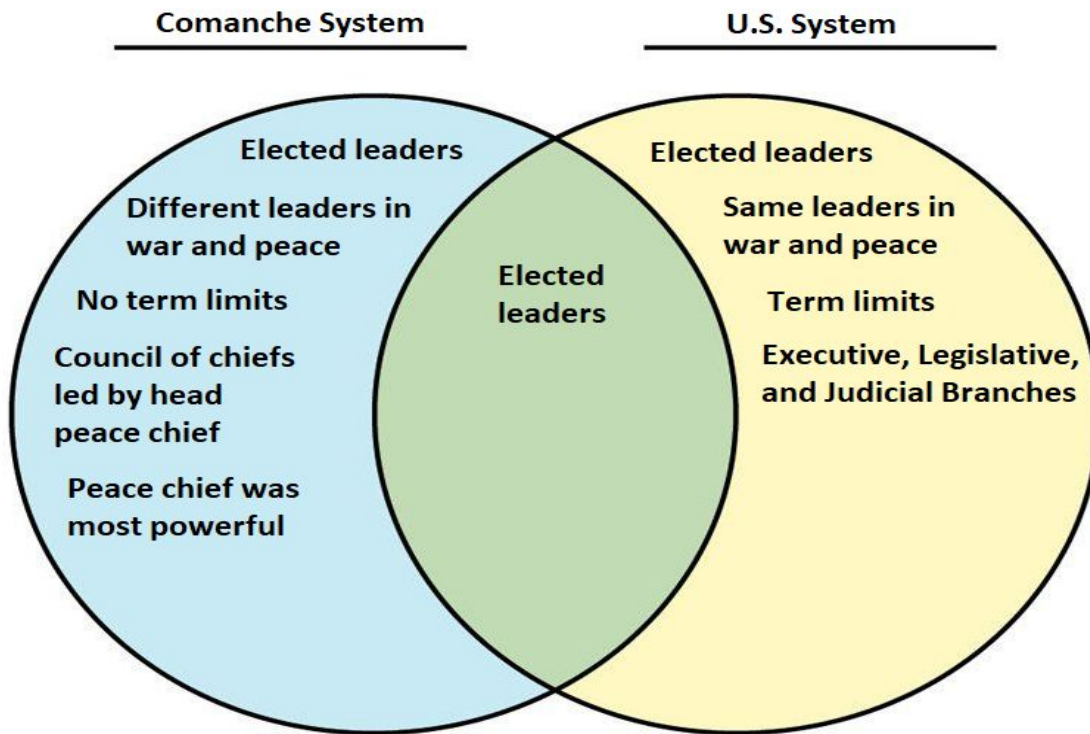 Comanche System
U.S. System
Elected leaders
Different leaders in
war and peace
No term limits
Council of chiefs
led by head
peace chief
Peace chief was
most powerful
Elected
leaders
Elected leaders
Same leaders in
war and peace
Term limits
Executive, Legislative,
and Judicial Branches